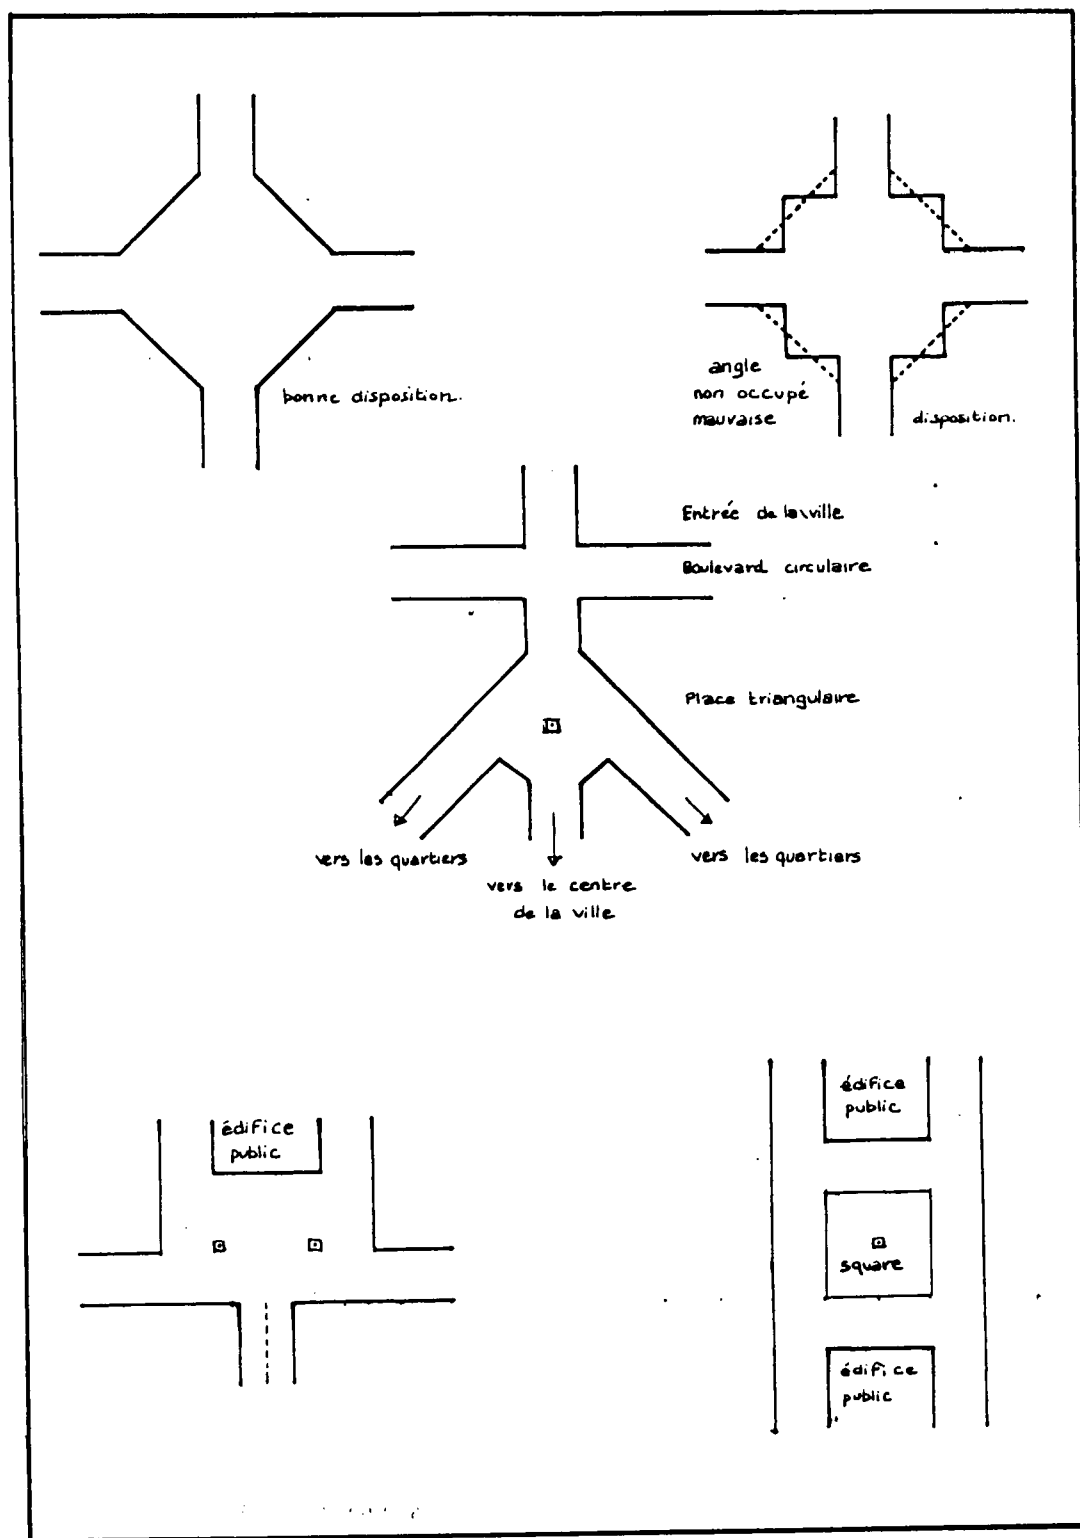 bonne disposition.
angle
non occupé
mauvaise
disposition.
Entrée de la ville
Boulevard circulaire
Place triangulaire
vers les quartiers
vers le centre
de la ville
vers les quartiers
édifice
public
édifice
public
square
édifice
public